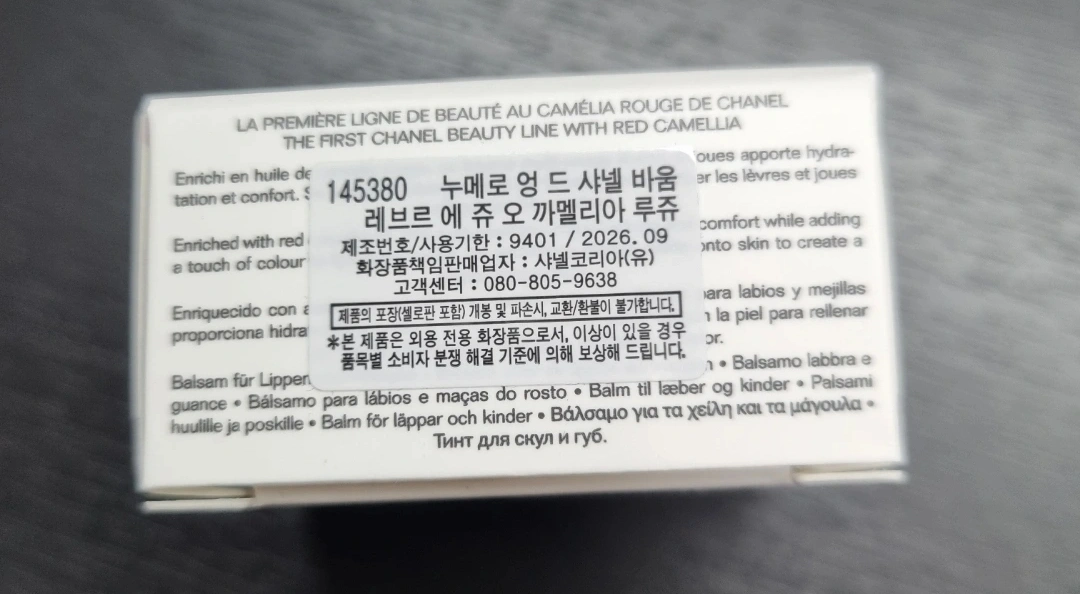 LA PREMIÈRE LIGNE DE BEAUTÉ AU CAMÉLIA ROUGE DE CHANEL
THE FIRST CHANEL BEAUTY LINE WITH RED CAMELLIA
Enrichi en huile de
oues apporte hydra-
tation et confort.
er les lèvres et joues
145380 누메로 엉 드 샤넬 바움
레브르 에 쥬 오 까멜리아 루쥬
제조번호/사용기한 : 9401 / 2026. 09
화장품책임판매업자 : 샤넬코리아(유)
고객센터 : 080-805-9638
제품의 포장(셀로판 포함) 개봉 및 파손시, 교환/환불이 불가합니다.
*본 제품은 외용 전용 화장품으로서, 이상이 있을 경우
품목별 소비자 분쟁 해결 기준에 의해 보상해 드립니다.
Enriched with red
comfort while adding
a touch of colour
onto skin to create a
Enriquecido con a
para labios y mejillas
proporciona hidra
n la piel para rellenar
or.
Balsam für Lippen
• Balsamo labbra e
guance • Bálsamo para lábios e maças do rosto • Balm til læber og kinder • Palsami
huulille ja poskille • Balm för läppar och kinder • Βάλσαμο για τα χείλη και τα μάγουλα •
Тинт для скул и губ.